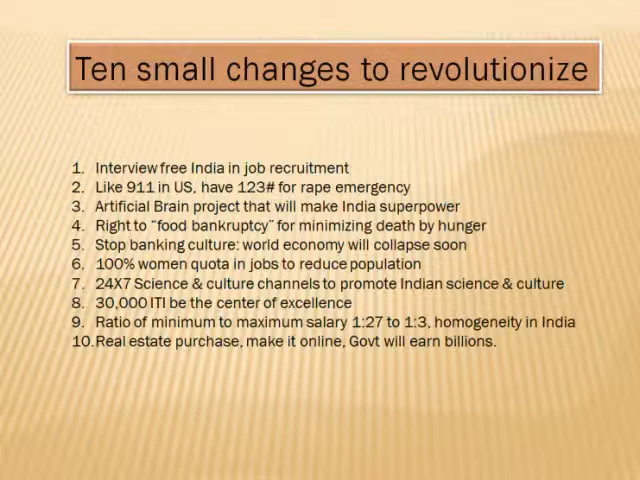 Ten small changes to revolutionize
1. Interview free India in job recruitment
2. Like 911 in US, have 123# for rape emergency
3. Artificial Brain project that will make India superpower
4. Right to “food bankruptcy” for minimizing death by hunger
5. Stop banking culture: world economy will collapse soon
6. 100% women quota in jobs to reduce population
7. 24X7 Science & culture channels to promote Indian science & culture
8. 30,000 ITI be the center of excellence
9. Ratio of minimum to maximum salary 1:27 to 1:3, homogeneity in India
10. Real estate purchase, make it online, Govt will earn billions.